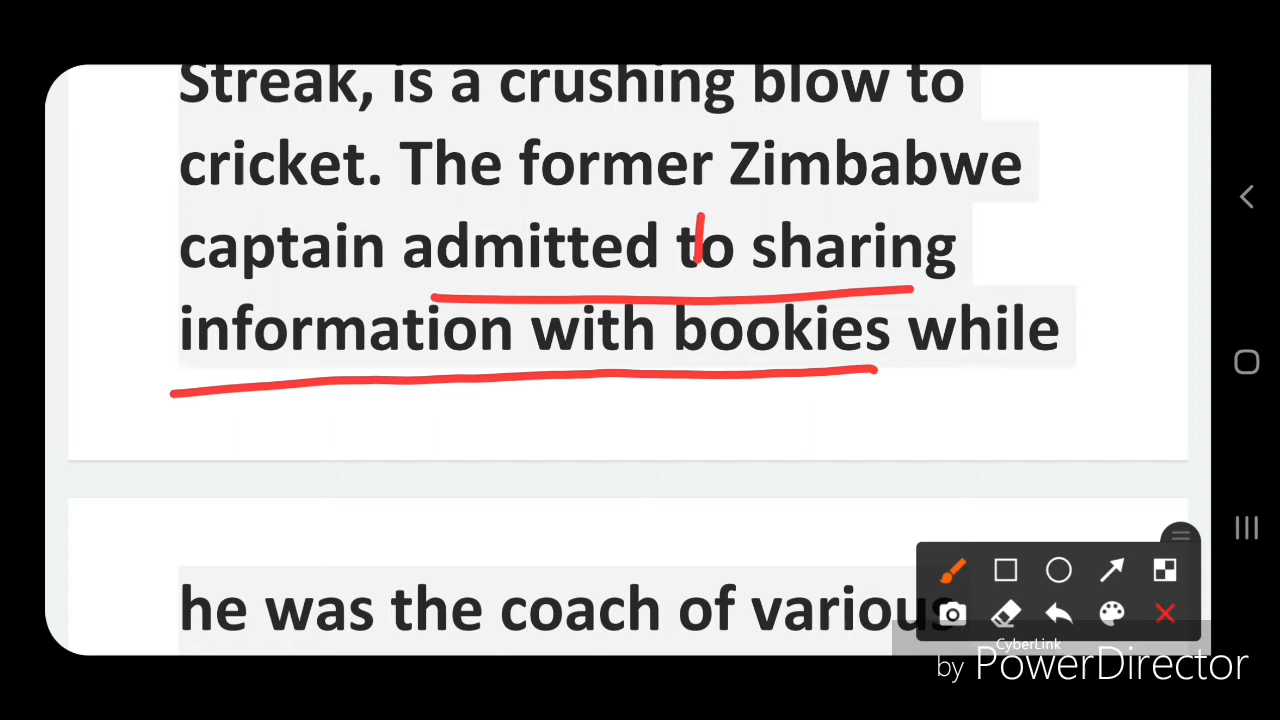 Streak, is a crushing blow to
cricket. The former Zimbabwe
captain admitted to sharing
information with bookies while
he was the coach of various
CyberLink
by PowerDirector